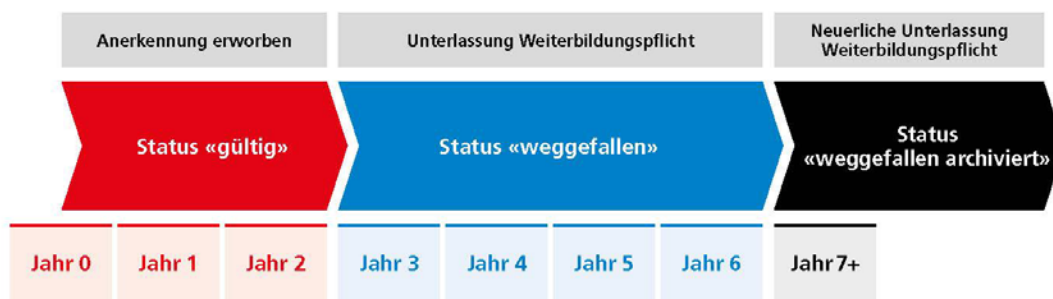 Anerkennung erworben
Unterlassung Weiterbildungspflicht
Neuerliche Unterlassung
Weiterbildungspflicht
Status «gültig»
Status «weggefallen»
Status
«weggefallen archiviert»
Jahr 0
Jahr 1
Jahr 2
Jahr 3
Jahr 4
Jahr 5
Jahr 6
Jahr 7+